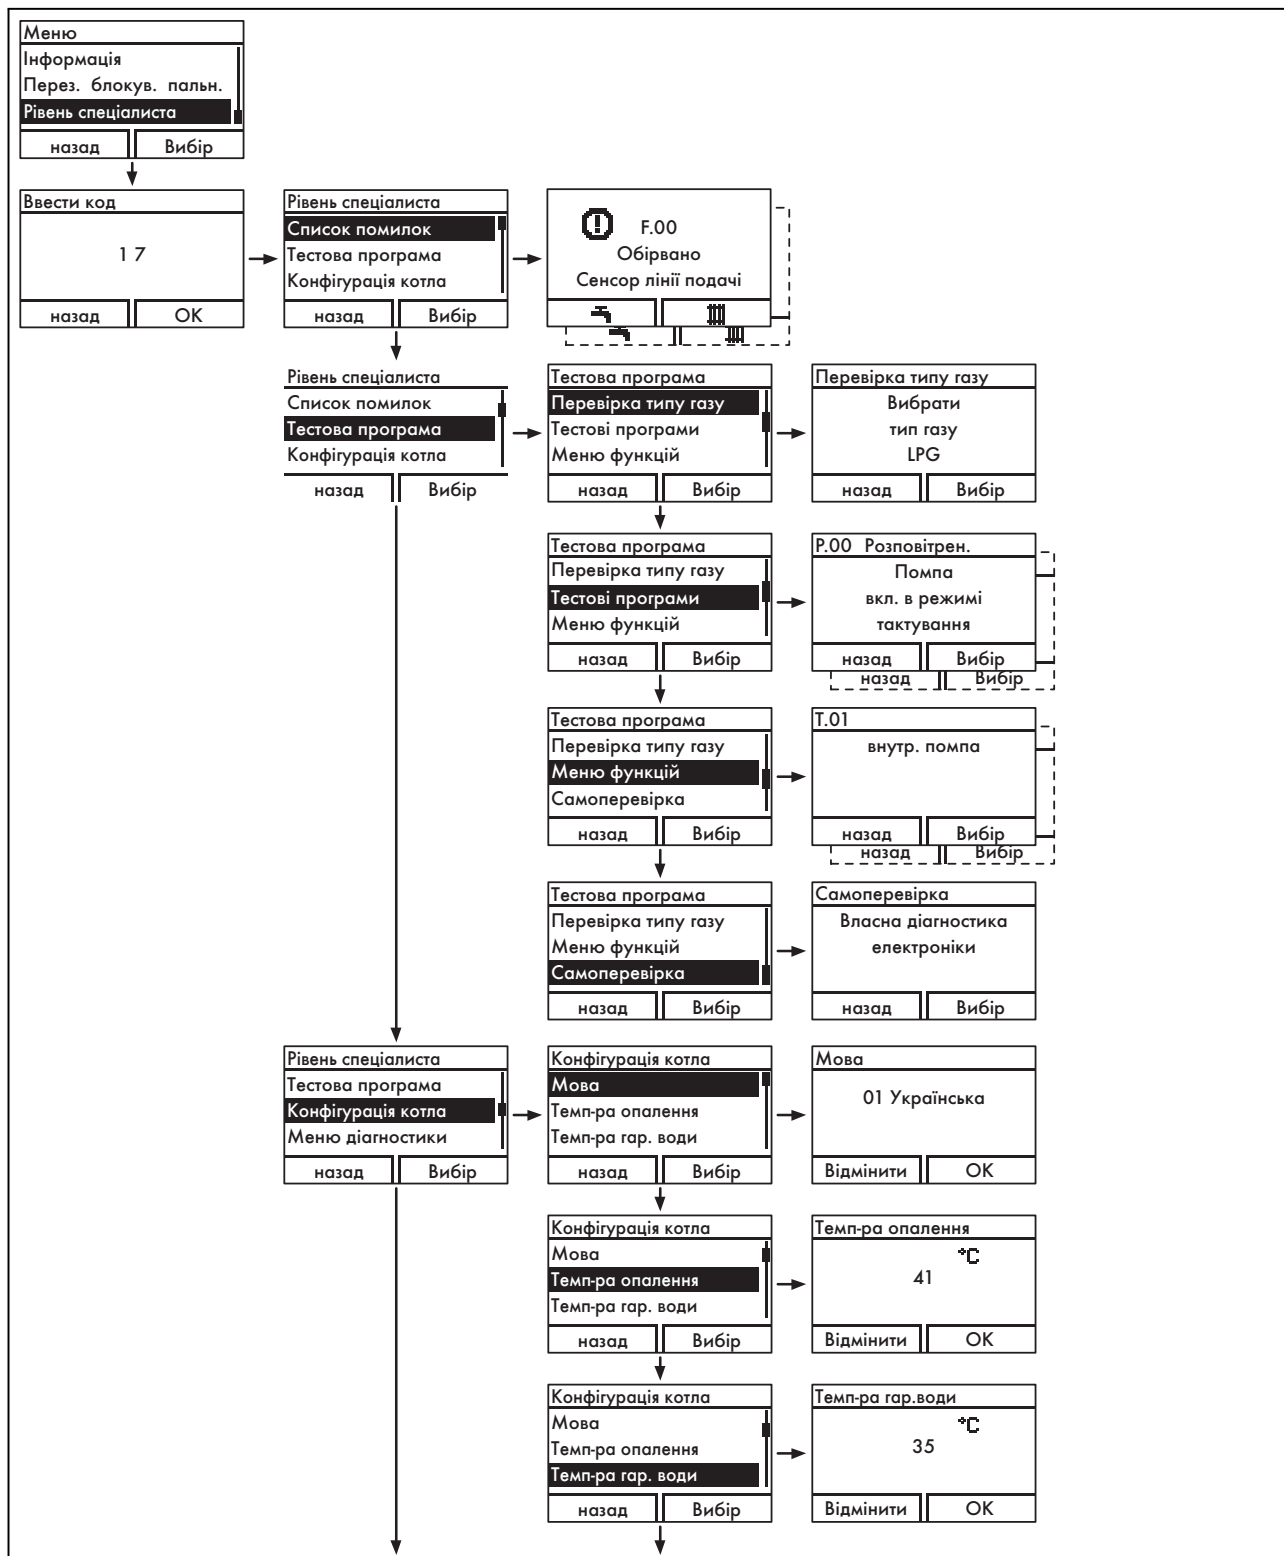 Меню
Інформація
Перез. блокув. пальн.
Рівень спеціалиста
назад Вибір
Ввести код
1 7
назад OK
Рівень спеціалиста
Список помилок
Тестова програма
Конфігурація котла
назад Вибір
F.00
Обірвано
Сенсор лінії подачі
Рівень спеціалиста
Список помилок
Тестова програма
Конфігурація котла
назад Вибір
Тестова програма
Перевірка типу газу
Тестові програми
Меню функцій
назад Вибір
Перевірка типу газу
Вибрати
тип газу
LPG
назад Вибір
Тестова програма
Перевірка типу газу
Тестові програми
Меню функцій
назад Вибір
P.00 Розповітрен.
Помпа
вкл. в режимі
тактування
назад Вибір
назад Вибір
Тестова програма
Перевірка типу газу
Меню функцій
Самоперевірка
назад Вибір
T.01
внутр. помпа
назад Вибір
назад Вибір
Тестова програма
Перевірка типу газу
Меню функцій
Самоперевірка
назад Вибір
Самоперевірка
Власна діагностика
електроніки
назад Вибір
Рівень спеціалиста
Тестова програма
Конфігурація котла
Меню діагностики
назад Вибір
Конфігурація котла
Мова
Темп-ра опалення
Темп-ра гар. води
назад Вибір
Мова
01 Українська
Відмінити OK
Конфігурація котла
Мова
Темп-ра опалення
Темп-ра гар. води
назад Вибір
Темп-ра опалення
°C
41
Відмінити OK
Конфігурація котла
Мова
Темп-ра опалення
Темп-ра гар. води
назад Вибір
Темп-ра гар.води
°C
35
Відмінити OK